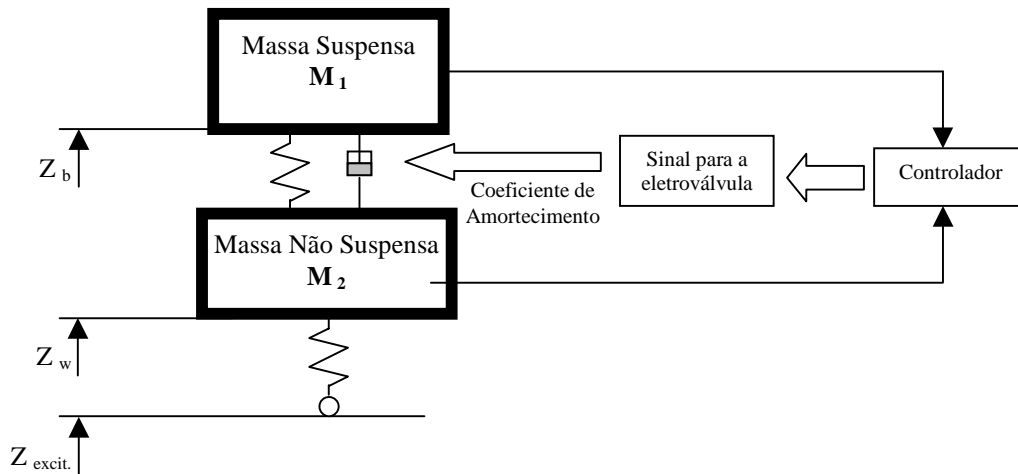 Massa Suspensa
M 1
Z b
Sinal para a
eletroválvula
Controlador
Coeficiente de
Amortecimento
Massa Não Suspensa
M 2
Z w
Z excit.